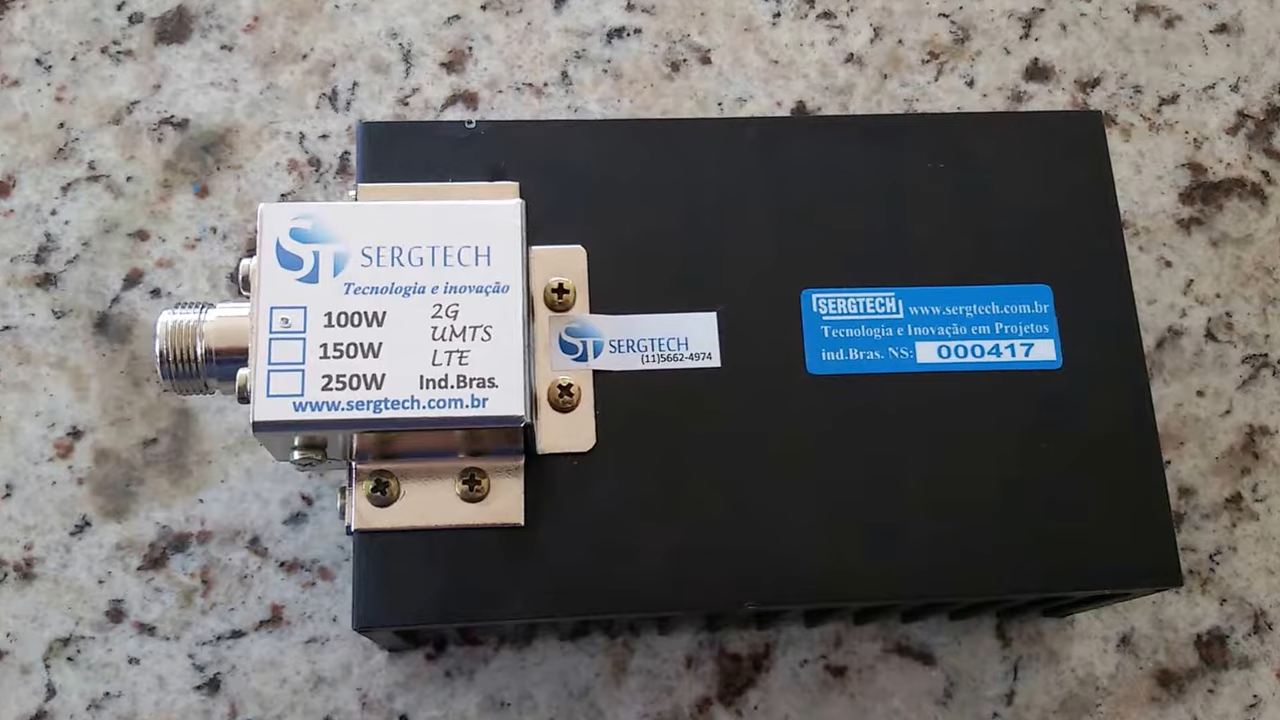 ST SERGTECH
Tecnologia e inovação
100W 2G
150W UMTS
250W LTE
Ind.Bras.
www.sergtech.com.br
ST SERGTECH
(11)5662-4974
SERGTECH www.sergtech.com.br
Tecnologia e Inovação em Projetos
ind.Bras. NS: 000417